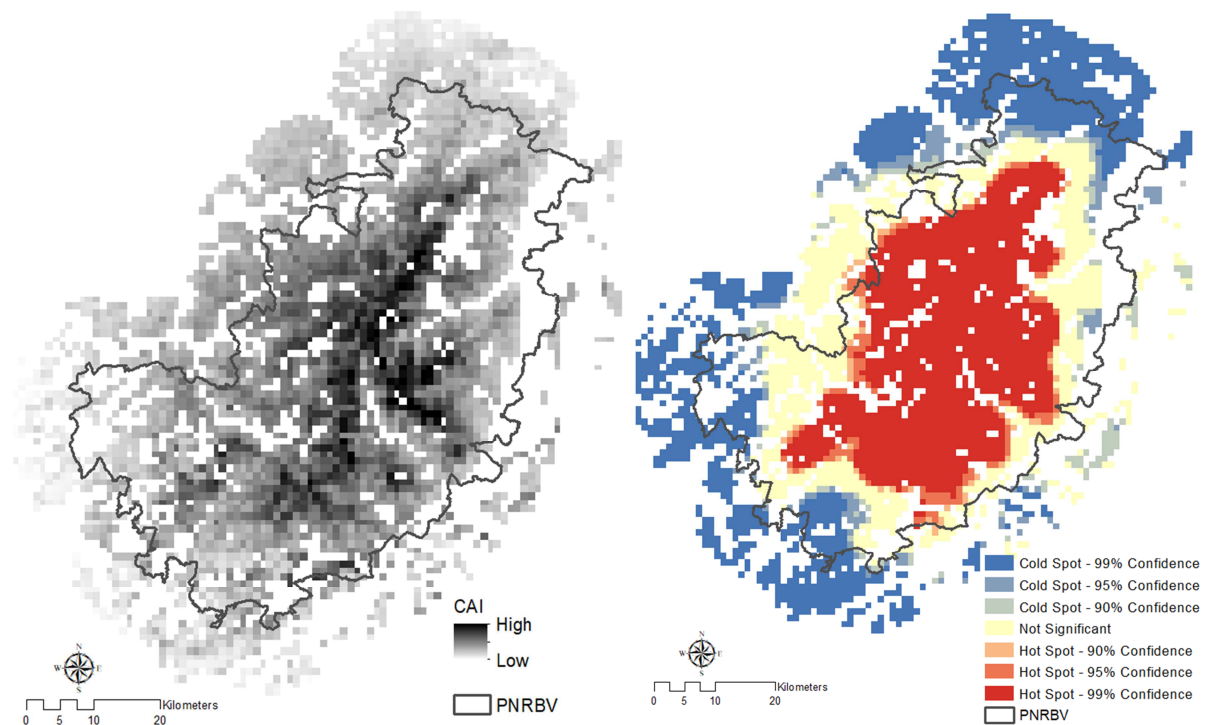 CAI
High
Low
N
W E
S
Kilometers
0 5 10 20
PNRBV
Cold Spot - 99% Confidence
Cold Spot - 95% Confidence
Cold Spot - 90% Confidence
Not Significant
Hot Spot - 90% Confidence
Hot Spot - 95% Confidence
Hot Spot - 99% Confidence
PNRBV
N
W E
S
Kilometers
0 5 10 20